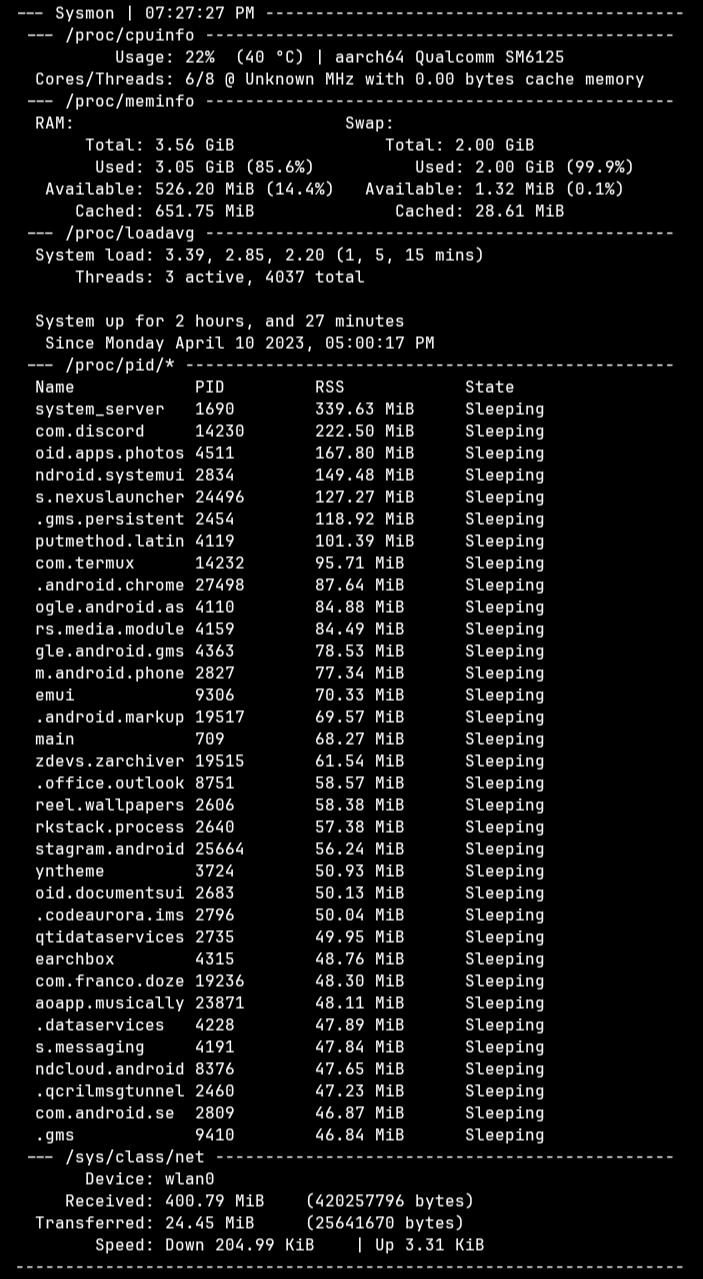 --- Sysmon | 07:27:27 PM ------------------------------------------
--- /proc/cpuinfo -----------------------------------------------
Usage: 22% (40 °C) | aarch64 Qualcomm SM6125
Cores/Threads: 6/8 @ Unknown MHz with 0.00 bytes cache memory
--- /proc/meminfo -----------------------------------------------
RAM: Swap:
Total: 3.56 GiB Total: 2.00 GiB
Used: 3.05 GiB (85.6%) Used: 2.00 GiB (99.9%)
Available: 526.20 MiB (14.4%) Available: 1.32 MiB (0.1%)
Cached: 651.75 MiB Cached: 28.61 MiB
--- /proc/loadavg -----------------------------------------------
System load: 3.39, 2.85, 2.20 (1, 5, 15 mins)
Threads: 3 active, 4037 total
System up for 2 hours, and 27 minutes
Since Monday April 10 2023, 05:00:17 PM
--- /proc/pid/* -------------------------------------------------
Name PID RSS State
system_server 1690 339.63 MiB Sleeping
com.discord 14230 222.50 MiB Sleeping
oid.apps.photos 4511 167.80 MiB Sleeping
ndroid.systemui 2834 149.48 MiB Sleeping
s.nexuslauncher 24496 127.27 MiB Sleeping
.gms.persistent 2454 118.92 MiB Sleeping
putmethod.latin 4119 101.39 MiB Sleeping
com.termux 14232 95.71 MiB Sleeping
.android.chrome 27498 87.64 MiB Sleeping
ogle.android.as 4110 84.88 MiB Sleeping
rs.media.module 4159 84.49 MiB Sleeping
gle.android.gms 4363 78.53 MiB Sleeping
m.android.phone 2827 77.34 MiB Sleeping
emui 9306 70.33 MiB Sleeping
.android.markup 19517 69.57 MiB Sleeping
main 709 68.27 MiB Sleeping
zdevs.zarchiver 19515 61.54 MiB Sleeping
.office.outlook 8751 58.57 MiB Sleeping
reel.wallpapers 2606 58.38 MiB Sleeping
rkstack.process 2640 57.38 MiB Sleeping
stagram.android 25664 56.24 MiB Sleeping
yntheme 3724 50.93 MiB Sleeping
oid.documentsui 2683 50.13 MiB Sleeping
.codeaurora.ims 2796 50.04 MiB Sleeping
qtidataservices 2735 49.95 MiB Sleeping
earchbox 4315 48.76 MiB Sleeping
com.franco.doze 19236 48.30 MiB Sleeping
aoapp.musically 23871 48.11 MiB Sleeping
.dataservices 4228 47.89 MiB Sleeping
s.messaging 4191 47.84 MiB Sleeping
ndcloud.android 8376 47.65 MiB Sleeping
.qcrilmsgtunnel 2460 47.23 MiB Sleeping
com.android.se 2809 46.87 MiB Sleeping
.gms 9410 46.84 MiB Sleeping
--- /sys/class/net ----------------------------------------------
Device: wlan0
Received: 400.79 MiB (420257796 bytes)
Transferred: 24.45 MiB (25641670 bytes)
Speed: Down 204.99 KiB | Up 3.31 KiB
-------------------------------------------------------------------